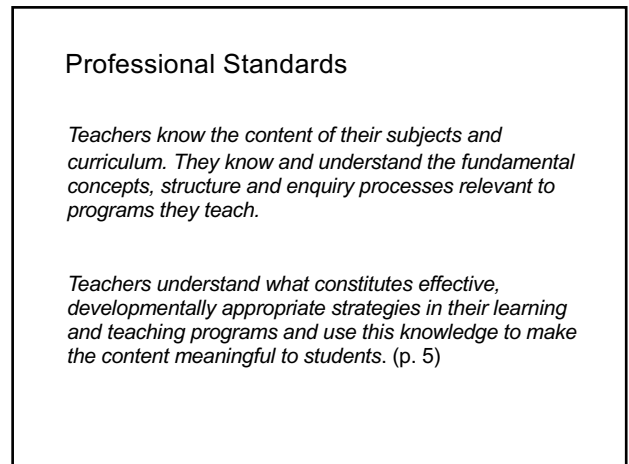 Professional Standards
Teachers know the content of their subjects and
curriculum. They know and understand the fundamental
concepts, structure and enquiry processes relevant to
programs they teach.
Teachers understand what constitutes effective,
developmentally appropriate strategies in their learning
and teaching programs and use this knowledge to make
the content meaningful to students. (p. 5)